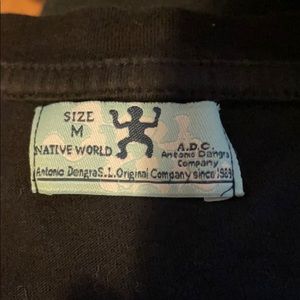 SIZE
M
NATIVE WORLD
A.D.C.
Antonio Dengra
Company
Antonio Dengra S.L. Original Company since 1989